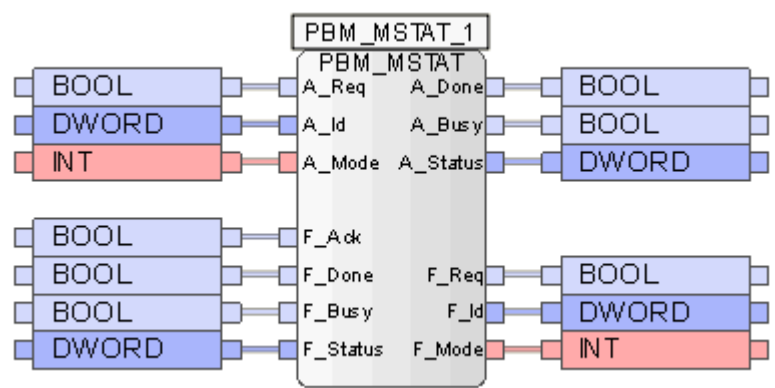 PBM_MSTAT_1
PBM_MSTAT
BOOL A_Req A_Done BOOL
DWORD A_Id A_Busy BOOL
INT A_Mode A_Status DWORD
BOOL F_Ack
BOOL F_Done F_Req BOOL
BOOL F_Busy F_Id DWORD
DWORD F_Status F_Mode INT